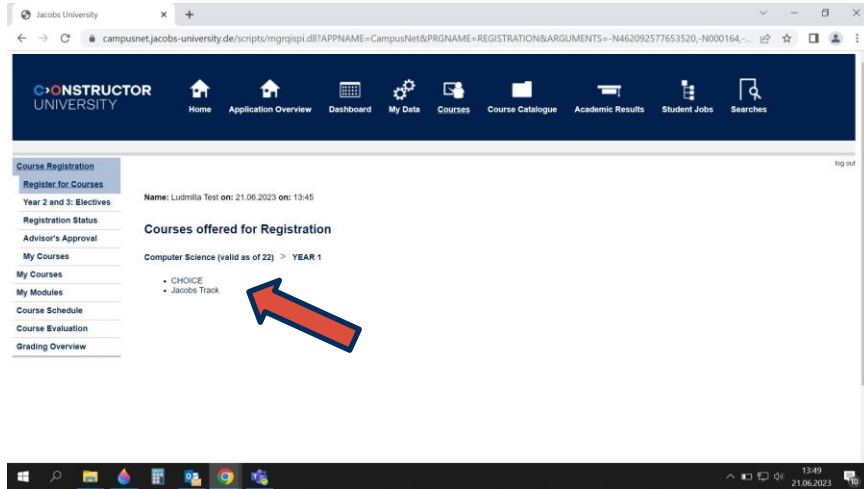 Jacobs University
campusnet.jacobs-university.de/scripts/mgrqispi.dll?APPNAME=CampusNet&PRGNAME=REGISTRATION&ARGUMENTS=-N462092577653520,-N000164,-...
C>ONSTRUCTOR
UNIVERSITY
Home
Application Overview
Dashboard
My Data
Courses
Course Catalogue
Academic Results
Student Jobs
Searches
log out
Course Registration
Register for Courses
Year 2 and 3: Electives
Registration Status
Advisor's Approval
My Courses
My Courses
My Modules
Course Schedule
Course Evaluation
Grading Overview
Name: Ludmilla Test on: 21.06.2023 on: 13:45
Courses offered for Registration
Computer Science (valid as of 22) > YEAR 1
• CHOICE
• Jacobs Track
13:49
21.06.2023